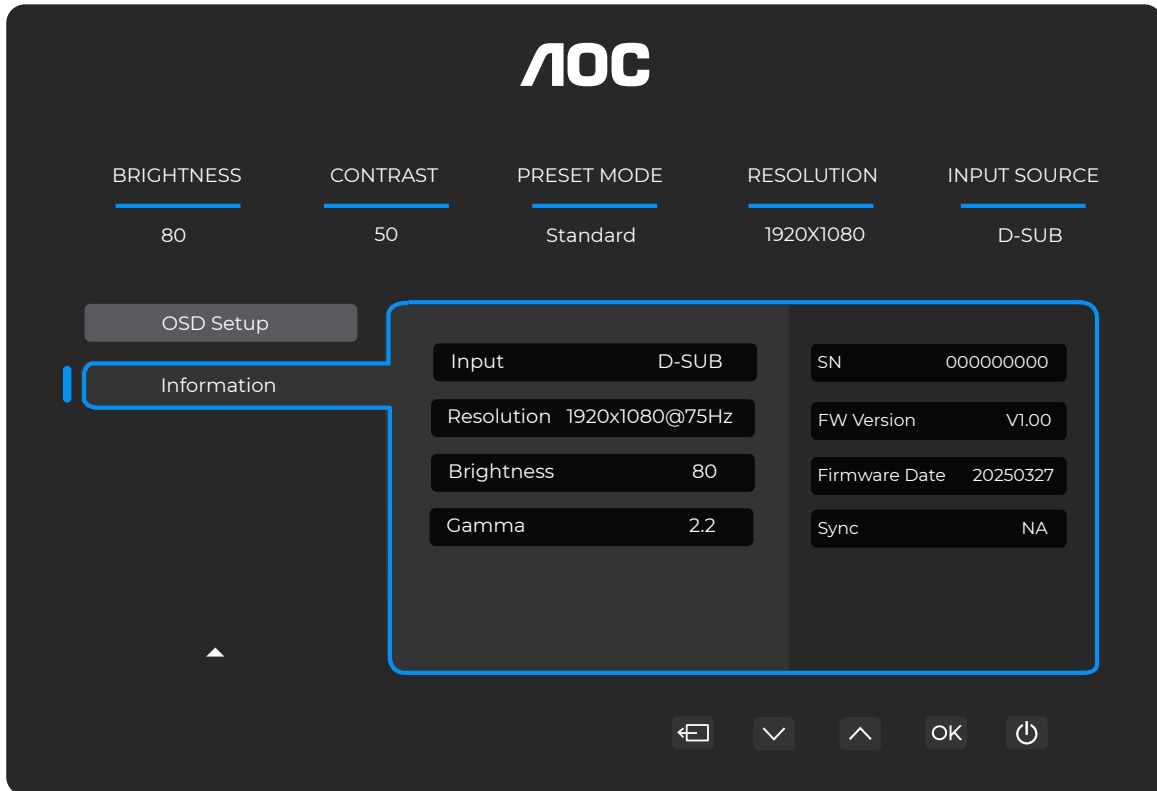 AOC
BRIGHTNESS CONTRAST PRESET MODE RESOLUTION INPUT SOURCE
80 50 Standard 1920X1080 D-SUB
OSD Setup
Information
Input D-SUB
Resolution 1920x1080@75Hz
Brightness 80
Gamma 2.2
SN 000000000
FW Version V1.00
Firmware Date 20250327
Sync NA
OK